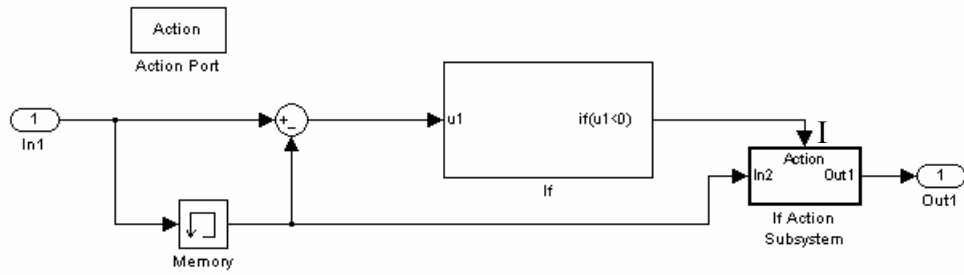 Action
Action Port
1
In1
+
−
u1
if(u1<0)
If
I
Action
In2
Out1
If Action
Subsystem
1
Out1
Memory